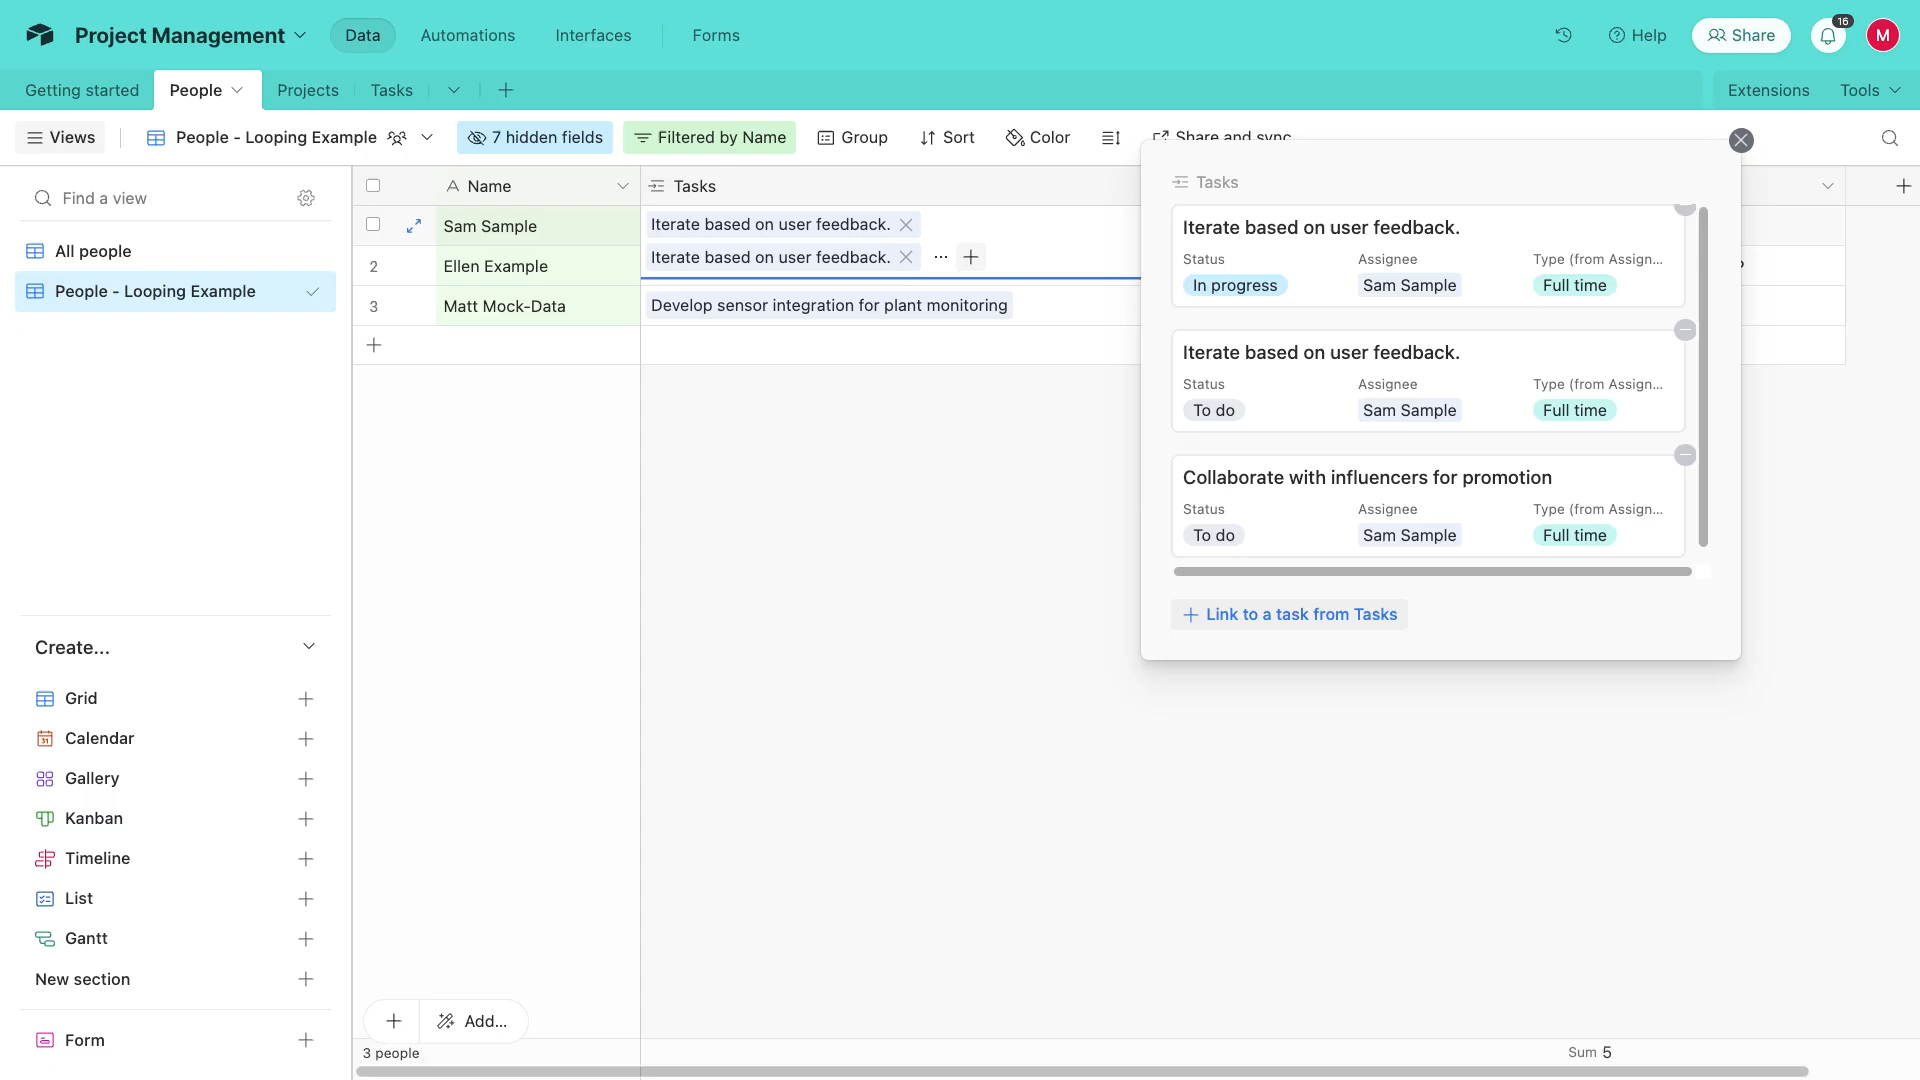 Project Management
Data
Automations
Interfaces
Forms
Help
Share
16
M
Getting started
People
Projects
Tasks
Extensions
Tools
Views
People - Looping Example
7 hidden fields
Filtered by Name
Group
Sort
Color
Share and sync
Find a view
All people
People - Looping Example
Create...
Grid
31
Calendar
Gallery
Kanban
Timeline
List
Gantt
New section
Form
A Name
Tasks
Sam Sample
Iterate based on user feedback.
Iterate based on user feedback.
...
2
Ellen Example
3
Matt Mock-Data
Develop sensor integration for plant monitoring
Add...
3 people
Sum 5
Tasks
Iterate based on user feedback.
Status Assignee Type (from Assign...
In progress Sam Sample Full time
Iterate based on user feedback.
Status Assignee Type (from Assign...
To do Sam Sample Full time
Collaborate with influencers for promotion
Status Assignee Type (from Assign...
To do Sam Sample Full time
Link to a task from Tasks